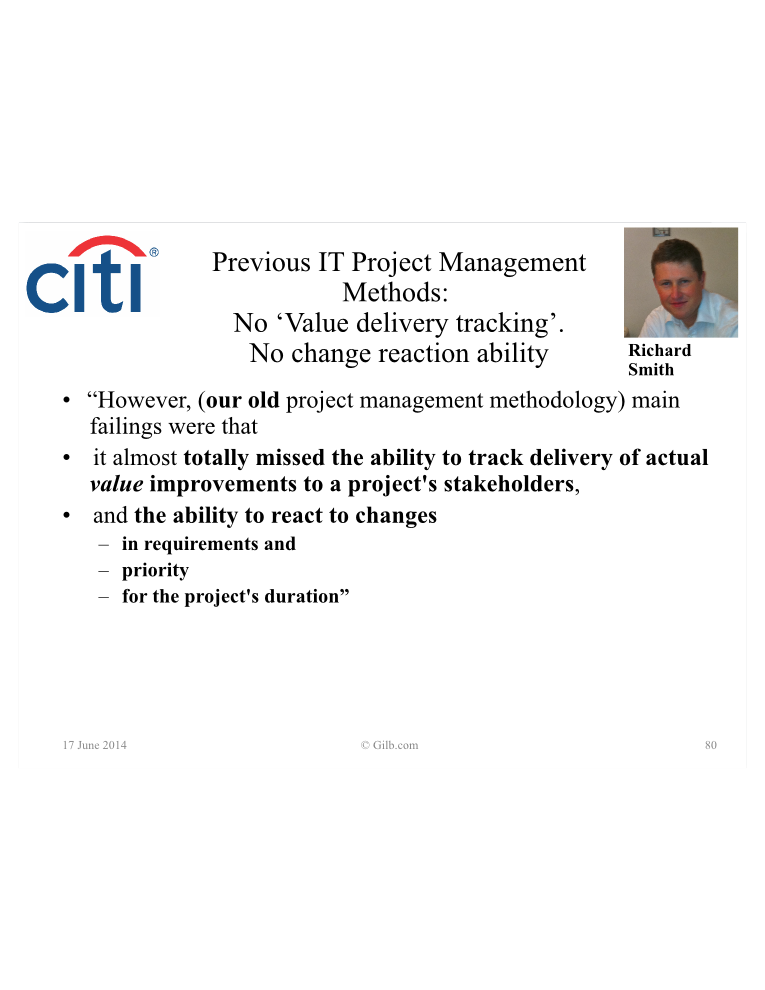 citi®
Previous IT Project Management
Methods:
No ‘Value delivery tracking’.
No change reaction ability
Richard
Smith
• “However, (our old project management methodology) main
failings were that
• it almost totally missed the ability to track delivery of actual
value improvements to a project's stakeholders,
• and the ability to react to changes
– in requirements and
– priority
– for the project's duration”
17 June 2014
© Gilb.com
80